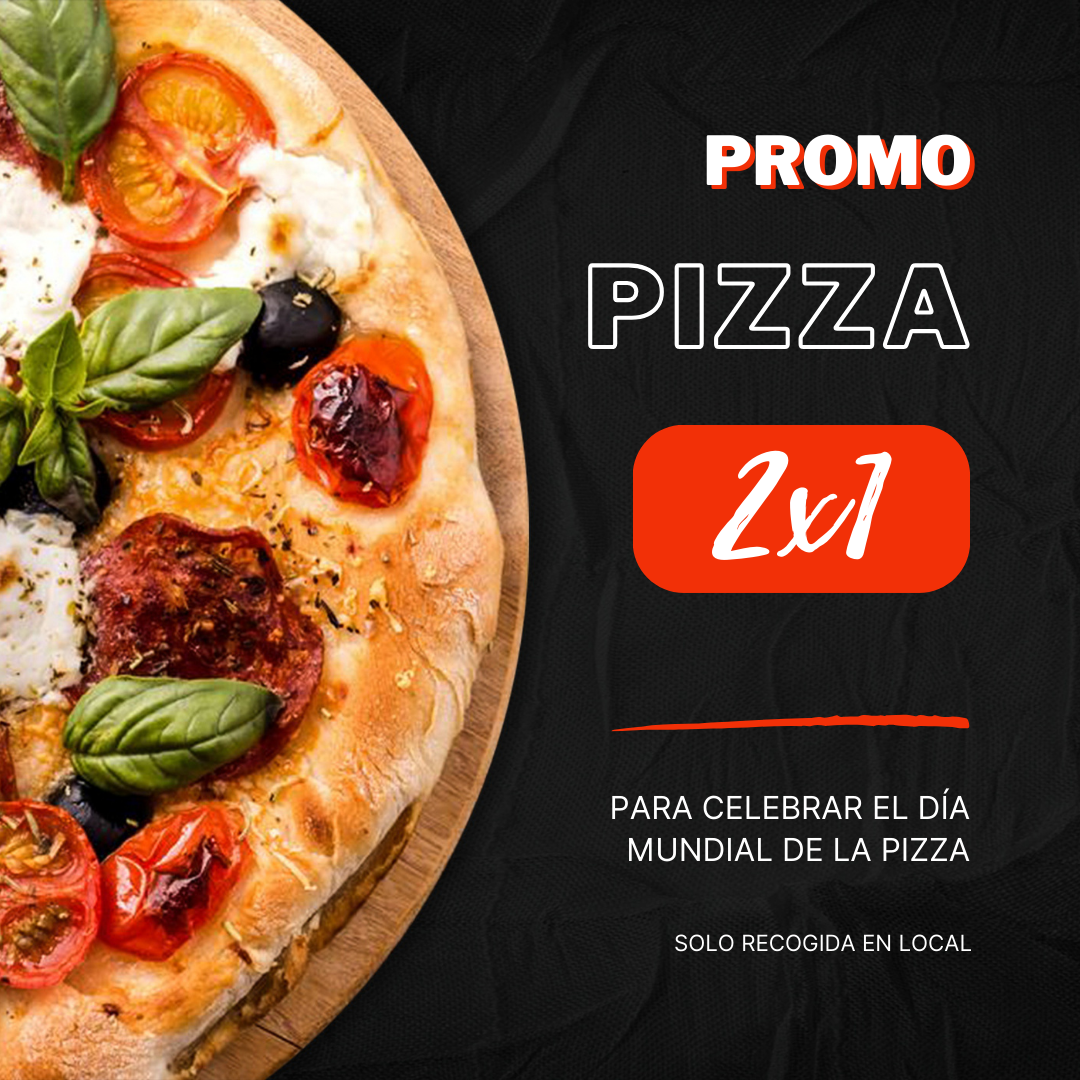 PROMO
PIZZA
2x1
PARA CELEBRAR EL DÍA
MUNDIAL DE LA PIZZA
SOLO RECOGIDA EN LOCAL